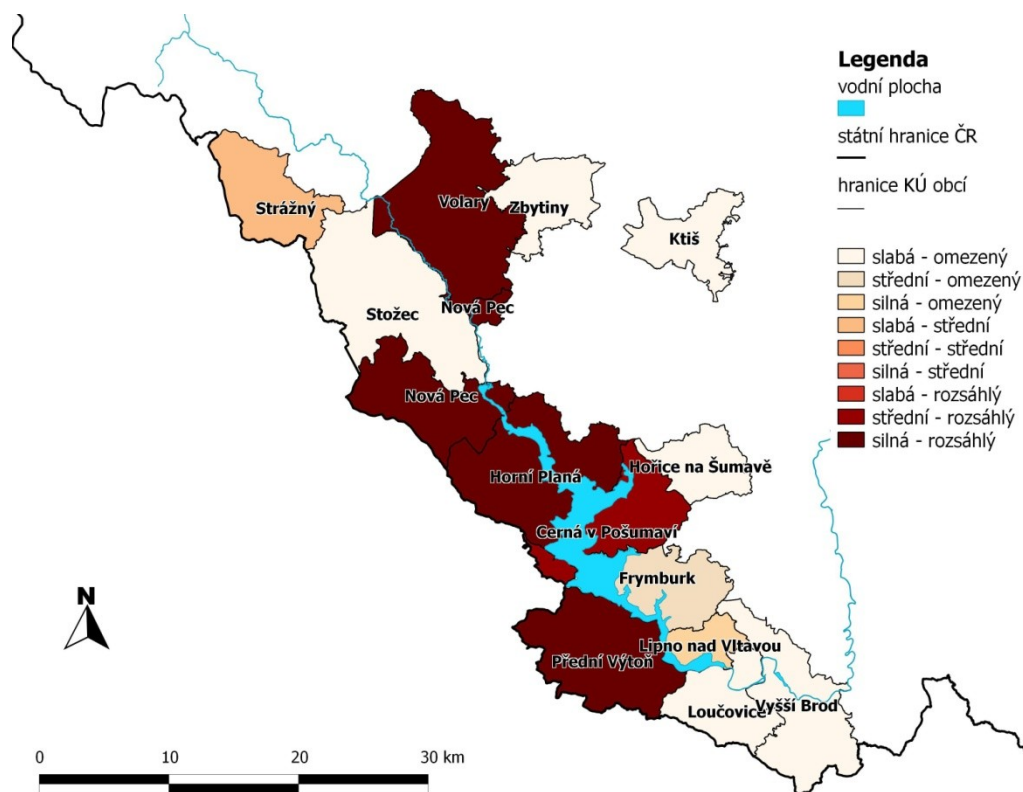 Legenda
vodní plocha
státní hranice ČR
hranice KÚ obcí
slabá - omezený
střední - omezený
silná - omezený
slabá - střední
střední - střední
silná - střední
slabá - rozsáhlý
střední - rozsáhlý
silná - rozsáhlý
Strážný
Volary
Zbytiny
Ktiš
Stožec
Nová Pec
Nová Pec
Hořice na Šumavě
Horní Planá
Černá v Pošumaví
Frymburk
Lipno nad Vltavou
Přední Výtoň
Loučovice
Vyšší Brod
N
0 10 20 30 km